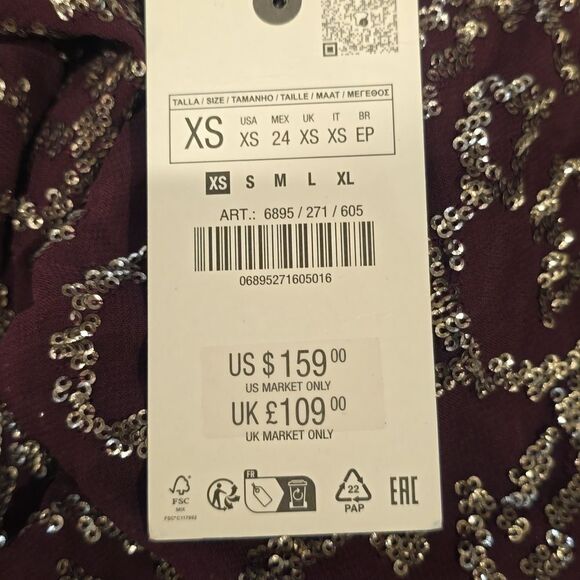 TALLA / SIZE / TAMANHO / TAILLE / MAAT / ΜΕΓΕΘΟΣ
XS
USA MEX UK IT BR
XS 24 XS XS EP
XS S M L XL
ART.: 6895 / 271 / 605
06895271605016
US $ 159 00
US MARKET ONLY
UK £109 00
UK MARKET ONLY
FR
FSC
MIX
22
PAP
EAC